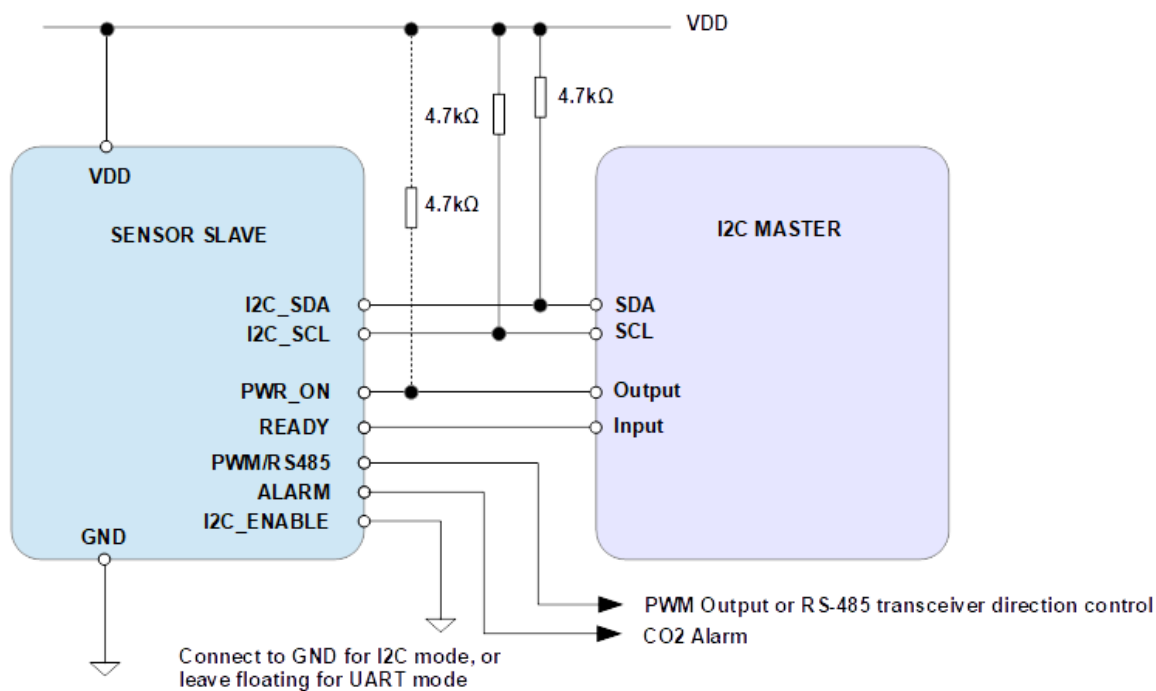 VDD
4.7kΩ
4.7kΩ
4.7kΩ
VDD
SENSOR SLAVE
I2C_SDA
I2C_SCL
PWR_ON
READY
PWM/RS485
ALARM
I2C_ENABLE
GND
I2C MASTER
SDA
SCL
Output
Input
PWM Output or RS-485 transceiver direction control
CO2 Alarm
Connect to GND for I2C mode, or
leave floating for UART mode